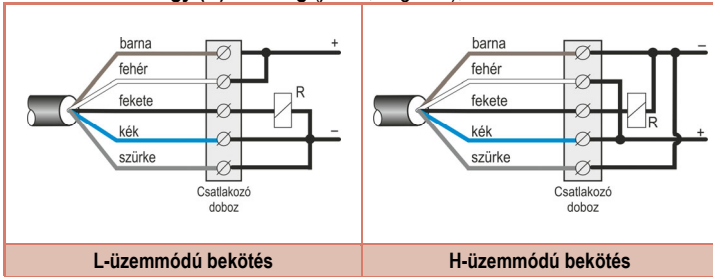 barna
+
fehér
R
fekete
kék
–
szürke
Csatlakozó
doboz
barna
–
fehér
fekete
R
kék
+
szürke
Csatlakozó
doboz
L-üzemmódú bekötés
H-üzemmódú bekötés